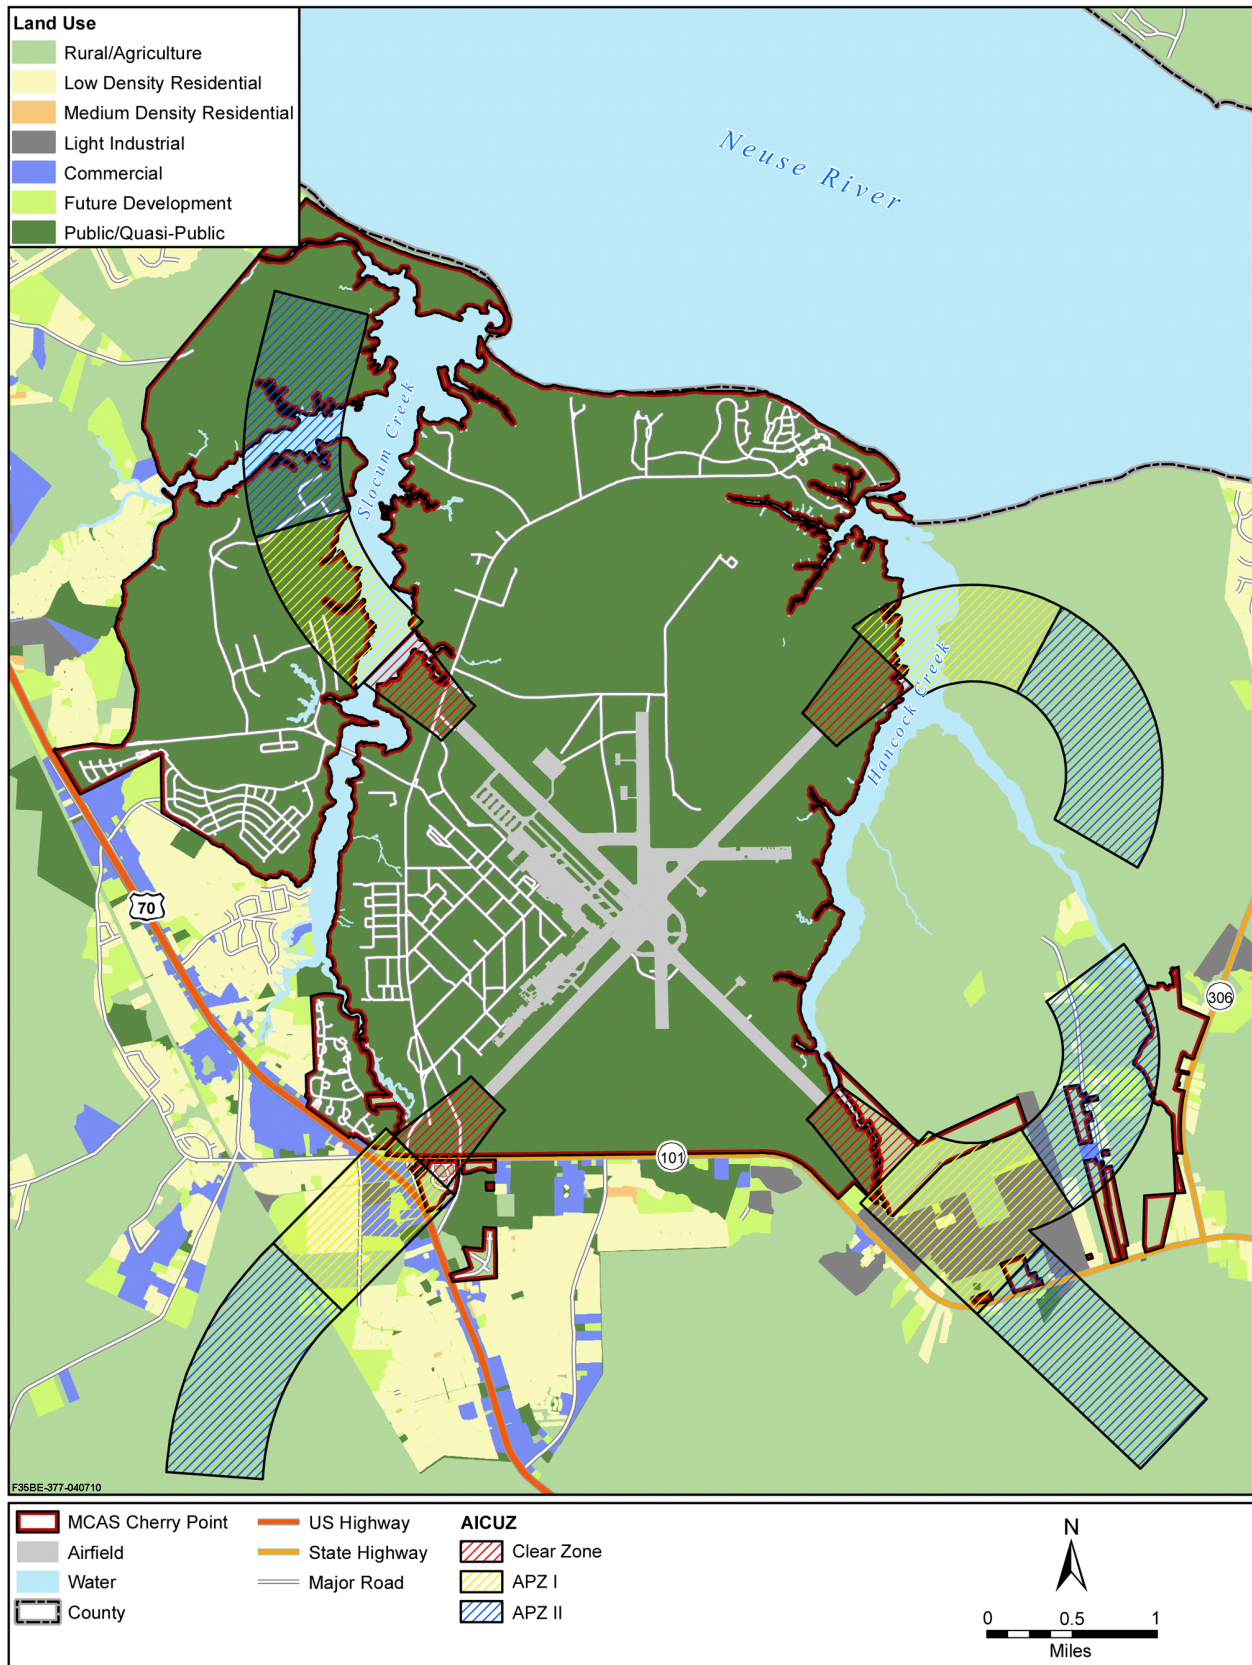 Land Use
Rural/Agriculture
Low Density Residential
Medium Density Residential
Light Industrial
Commercial
Future Development
Public/Quasi-Public
Neuse River
Slocum Creek
Hancock Creek
70
306
101
F35BE-377-040710
MCAS Cherry Point
Airfield
Water
County
US Highway
State Highway
Major Road
AICUZ
Clear Zone
APZ I
APZ II
N
0 0.5 1
Miles